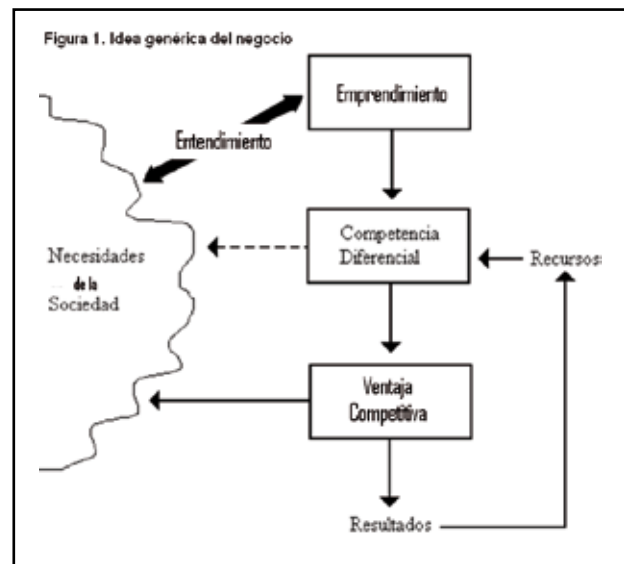 Figura 1. Idea genérica del negocio
Emprendimiento
Entendimiento
Competencia
Diferencial
Recursos
Necesidades
de la
Sociedad
Ventaja
Competitiva
Resultados